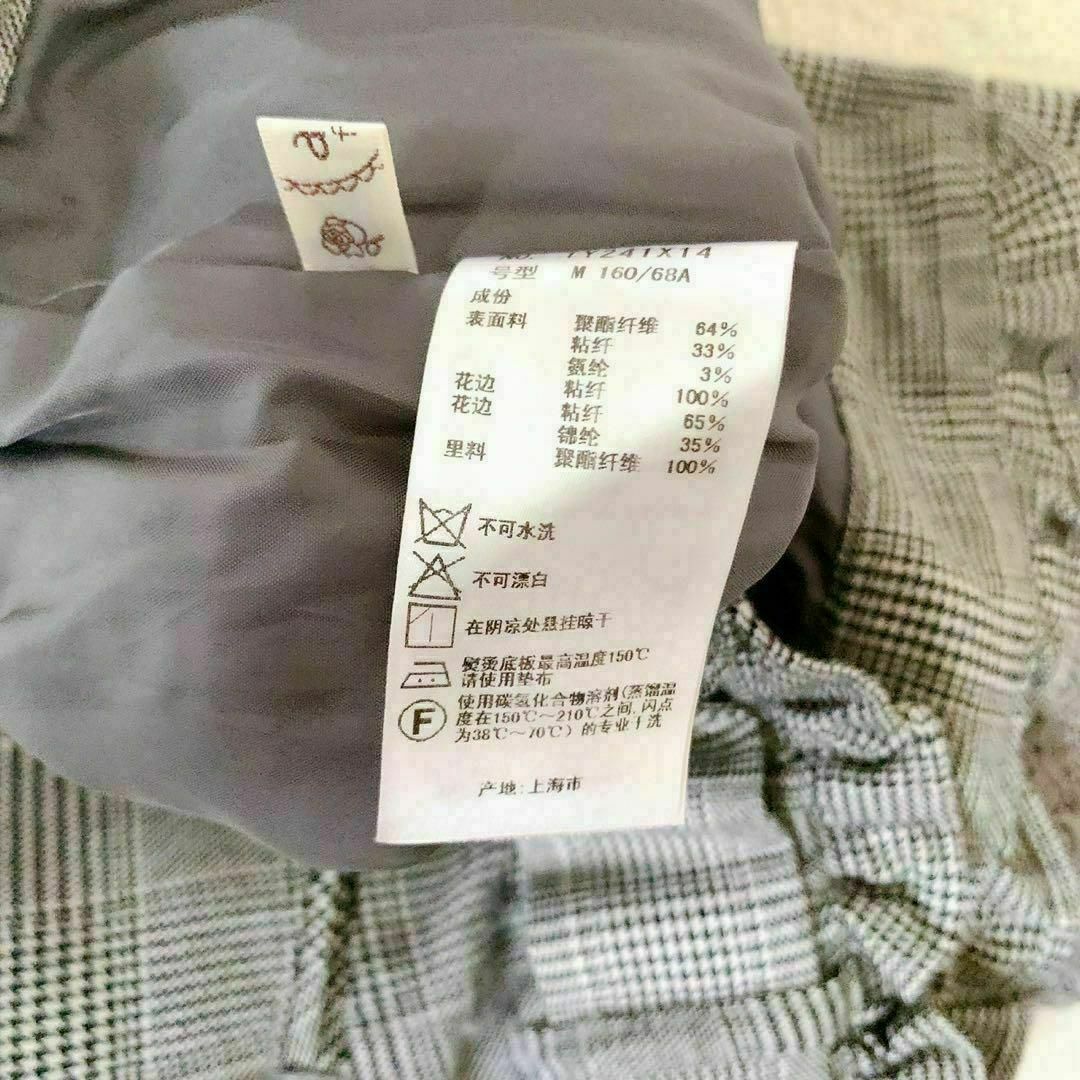 a
YY241X14
号型 M 160/68A
成份
表面料 聚酯纤维 64%
粘纤 33%
氨纶 3%
花边 粘纤 100%
花边 粘纤 65%
锦纶 35%
里料 聚酯纤维 100%
不可水洗
不可漂白
在阴凉处悬挂晾干
熨烫底板最高温度150℃
请使用垫布
F
使用碳氢化合物溶剂(蒸馏温
度在150℃～210℃之间,闪点
为38℃～70℃)的专业干洗
产地:上海市